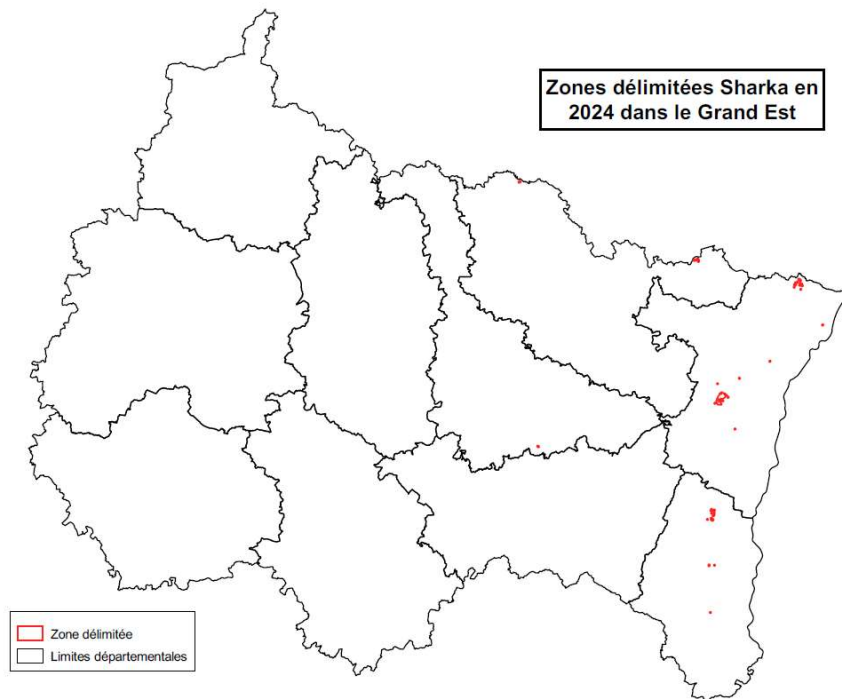 Zones délimitées Sharka en
2024 dans le Grand Est
Zone délimitée
Limites départementales